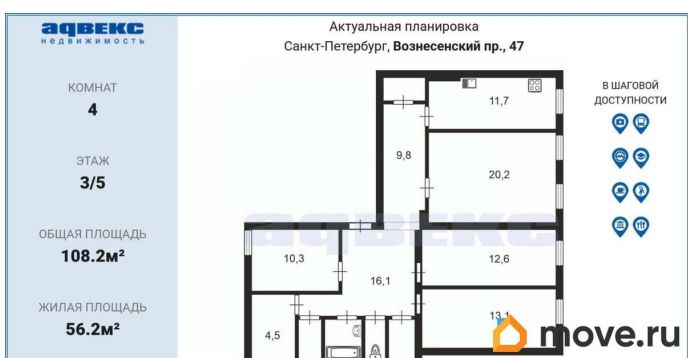 адвекс
НЕДВИЖИМОСТЬ
КОМНАТ
4
ЭТАЖ
3/5
ОБЩАЯ ПЛОЩАДЬ
108.2м²
ЖИЛАЯ ПЛОЩАДЬ
56.2м²
Актуальная планировка
Санкт-Петербург, Вознесенский пр., 47
В ШАГОВОЙ
ДОСТУПНОСТИ
11,7
9,8
20,2
адвекс
10,3
16,1
12,6
13,1
4,5
move.ru